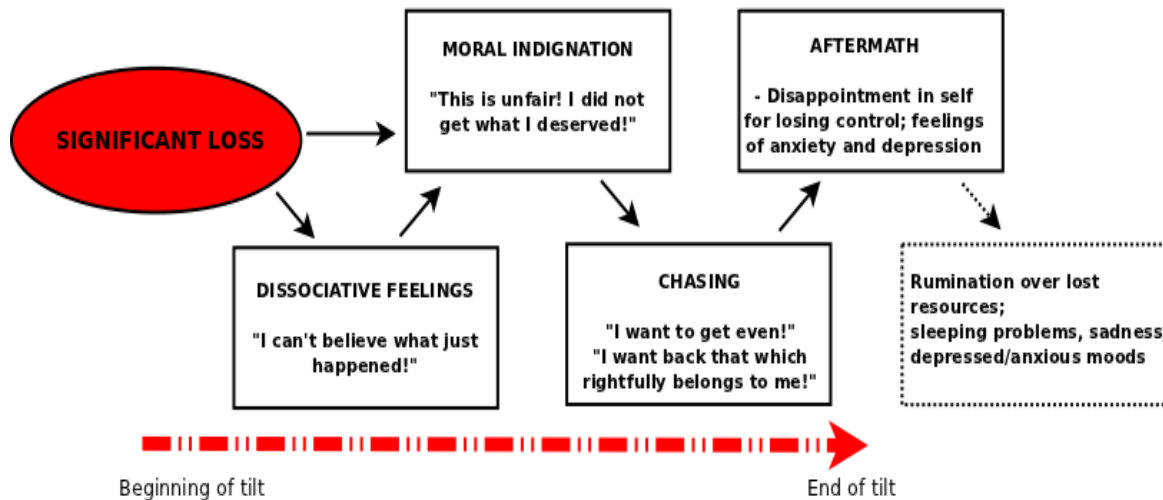 SIGNIFICANT LOSS
MORAL INDIGNATION
"This is unfair! I did not
get what I deserved!"
AFTERMATH
- Disappointment in self
for losing control; feelings
of anxiety and depression
DISSOCIATIVE FEELINGS
"I can't believe what just
happened!"
CHASING
"I want to get even!"
"I want back that which
rightfully belongs to me!"
Rumination over lost
resources;
sleeping problems, sadness,
depressed/anxious moods
Beginning of tilt
End of tilt